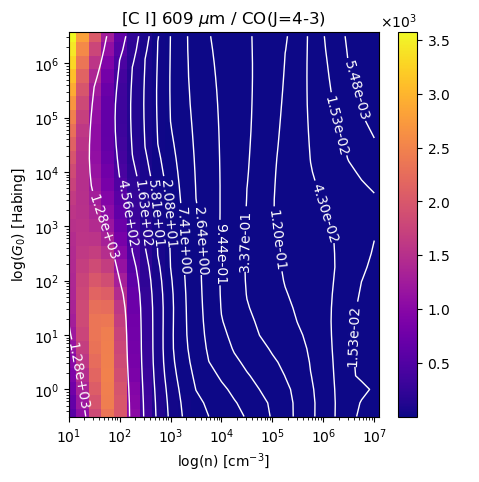 [C I] 609 μm / CO(J=4-3)
×10³
log(G₀) [Habing]
10⁶
10⁵
10⁴
10³
10²
10¹
10⁰
1.28e+03
1.28e+03
4.56e+02
1.63e+02
5.81e+01
2.08e+01
7.41e+00
2.64e+00
9.44e-01
3.37e-01
1.20e-01
4.30e-02
1.53e-02
1.53e-02
5.48e-03
3.5
3.0
2.5
2.0
1.5
1.0
0.5
10¹
10²
10³
10⁴
10⁵
10⁶
10⁷
log(n) [cm⁻³]